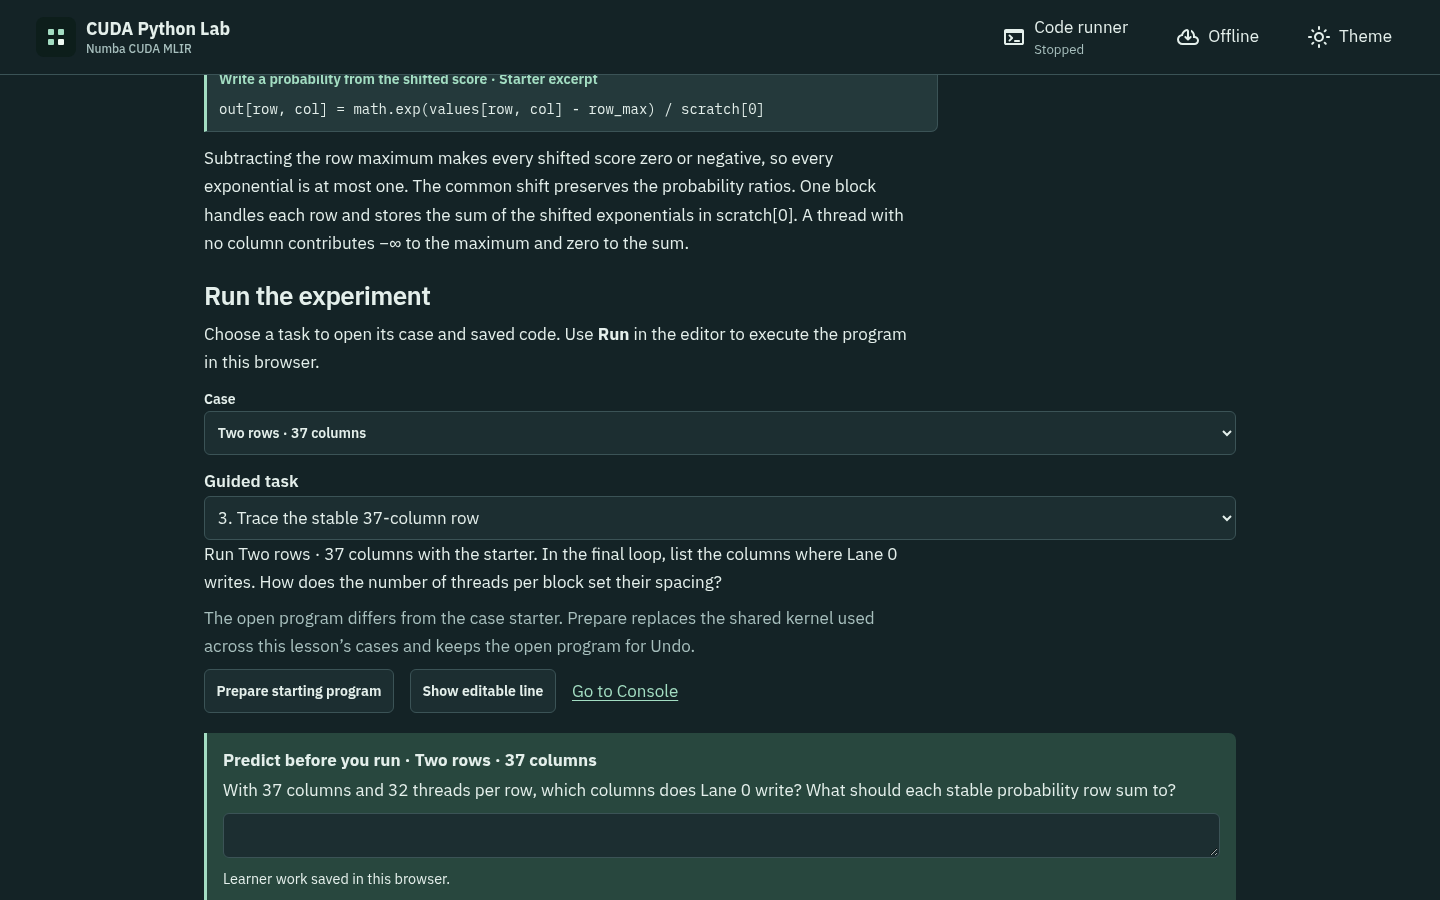 CUDA Python Lab
Numba CUDA MLIR
Code runner
Stopped
Offline
Theme
Write a probability from the shifted score · Starter excerpt
out[row, col] = math.exp(values[row, col] - row_max) / scratch[0]
Subtracting the row maximum makes every shifted score zero or negative, so every
exponential is at most one. The common shift preserves the probability ratios. One block
handles each row and stores the sum of the shifted exponentials in scratch[0]. A thread with
no column contributes −∞ to the maximum and zero to the sum.
Run the experiment
Choose a task to open its case and saved code. Use Run in the editor to execute the program
in this browser.
Case
Two rows · 37 columns
Guided task
3. Trace the stable 37-column row
Run Two rows · 37 columns with the starter. In the final loop, list the columns where Lane 0
writes. How does the number of threads per block set their spacing?
The open program differs from the case starter. Prepare replaces the shared kernel used
across this lesson’s cases and keeps the open program for Undo.
Prepare starting program
Show editable line
Go to Console
Predict before you run · Two rows · 37 columns
With 37 columns and 32 threads per row, which columns does Lane 0 write? What should each stable probability row sum to?
Learner work saved in this browser.